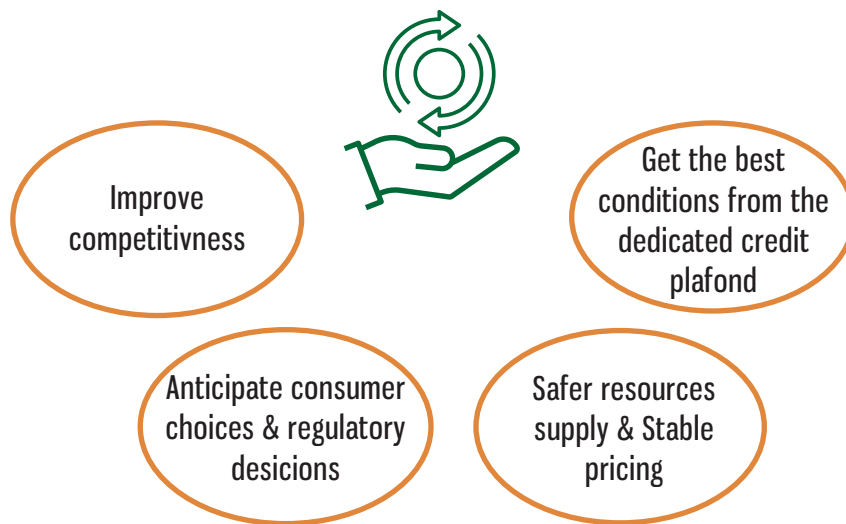 Improve
competitivness
Get the best
conditions from the
dedicated credit
plafond
Anticipate consumer
choices & regulatory
desicions
Safer resources
supply & Stable
pricing